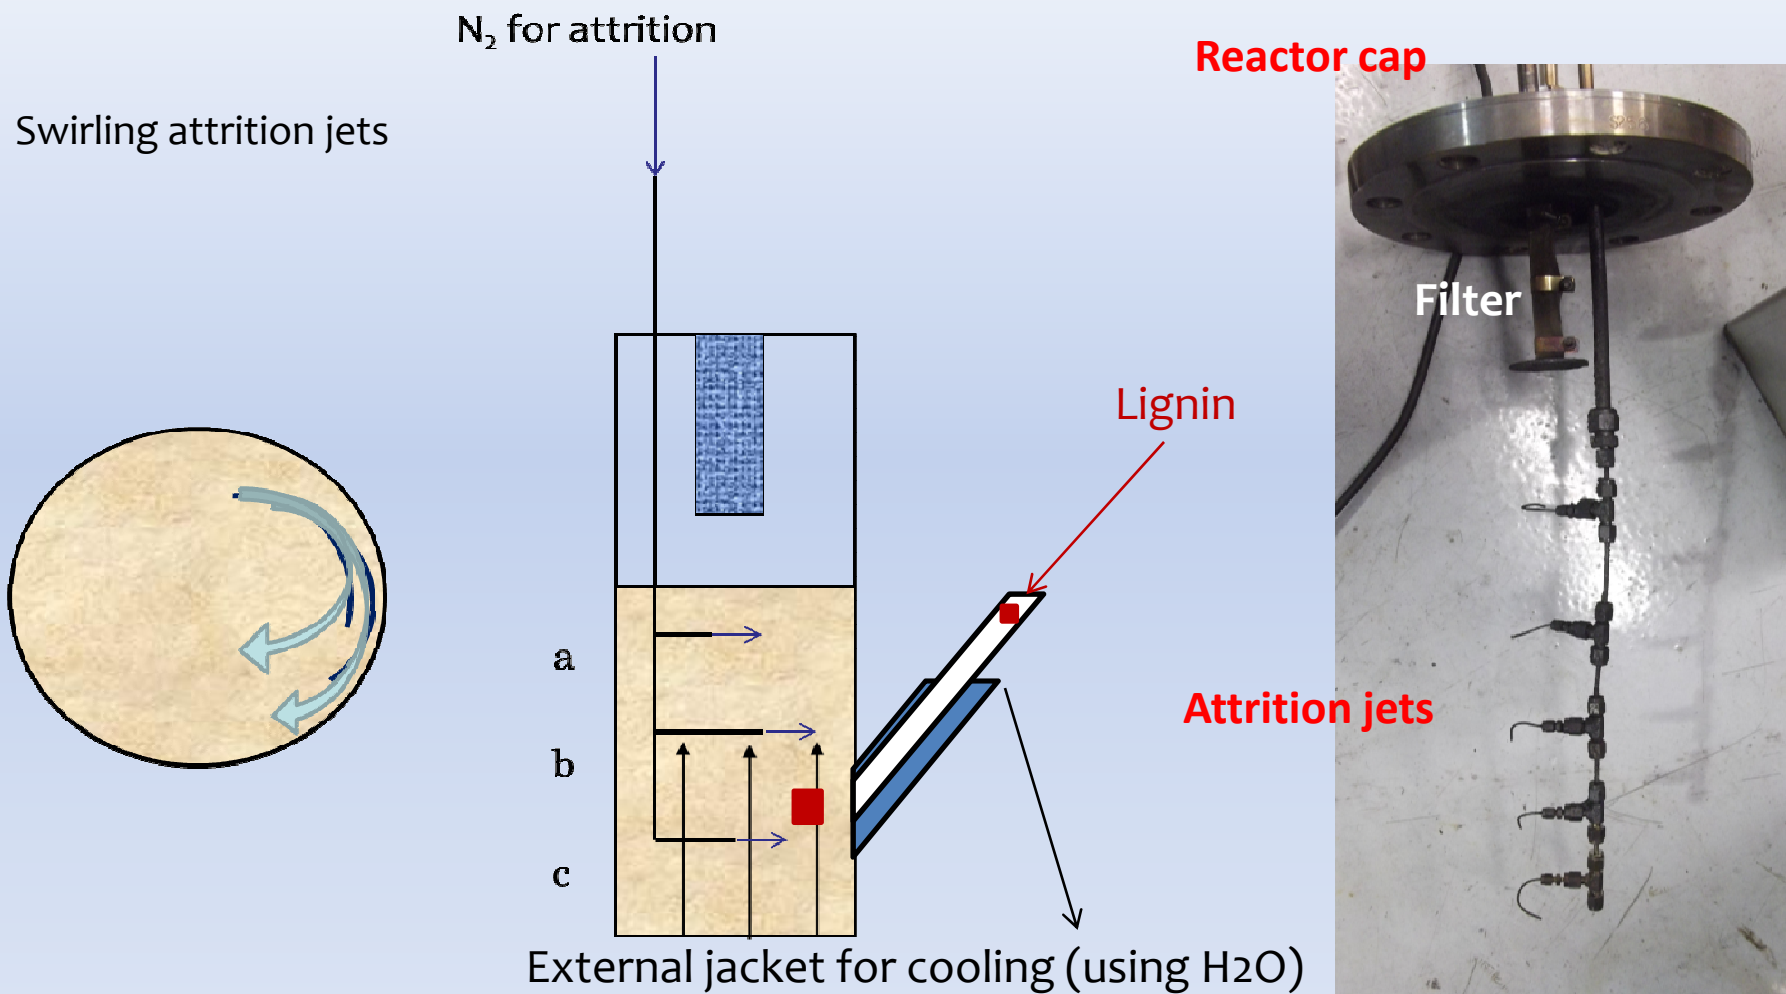 N₂ for attrition
Reactor cap
Swirling attrition jets
Filter
Lignin
a
Attrition jets
b
c
External jacket for cooling (using H2O)